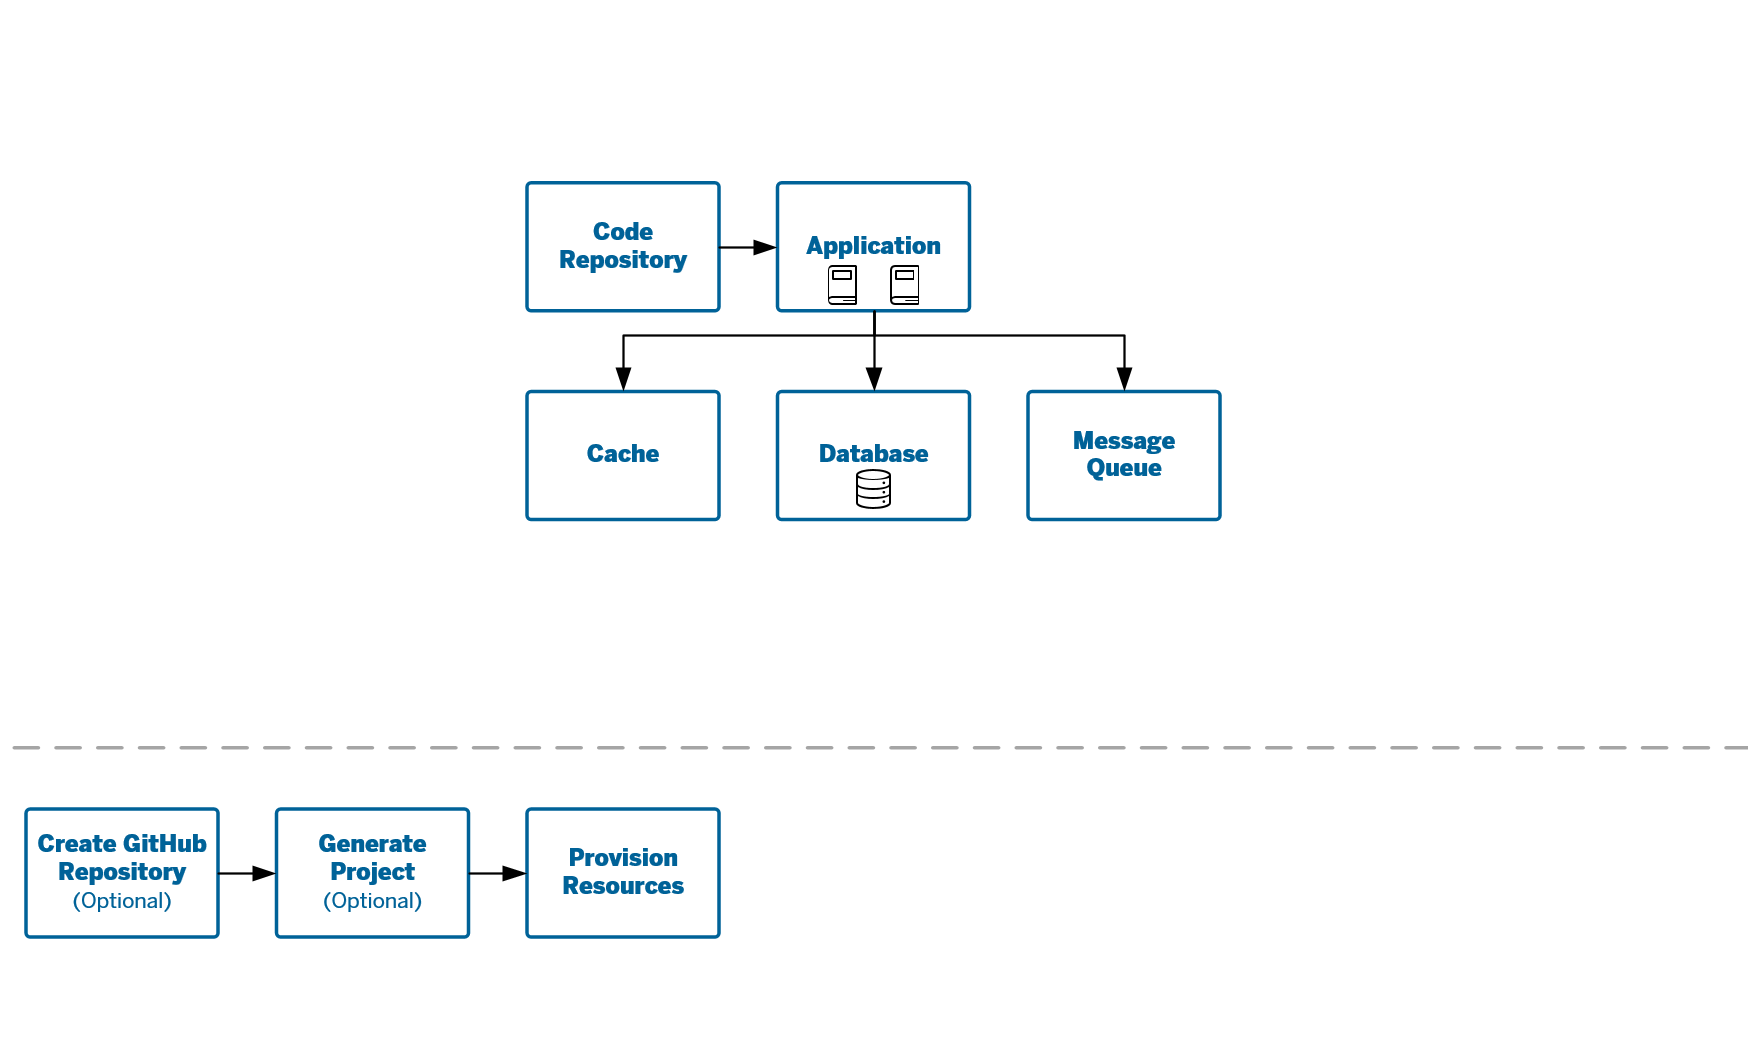 Code
Repository
Application
Cache
Database
Message
Queue
Create GitHub
Repository
(Optional)
Generate
Project
(Optional)
Provision
Resources